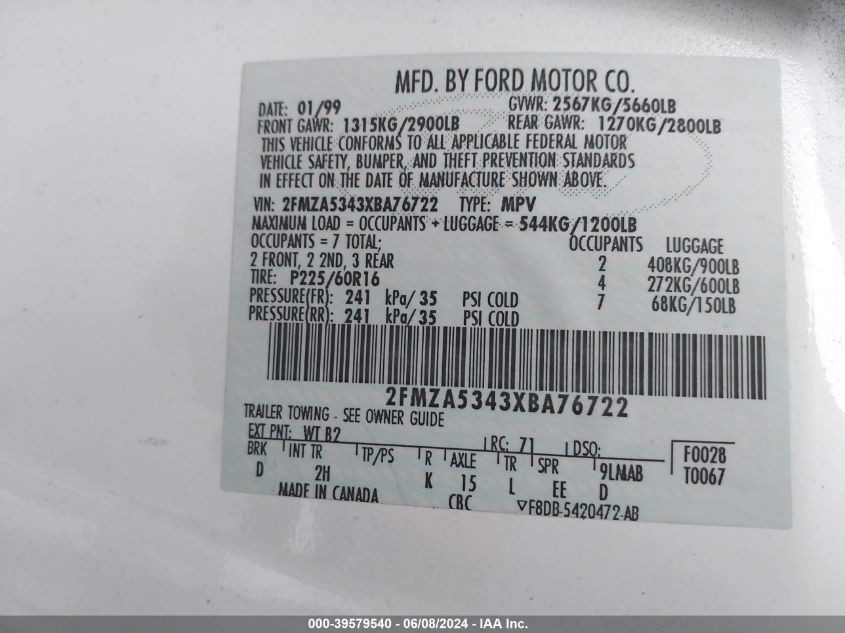 MFD. BY FORD MOTOR CO.
DATE: 01/99 GVWR: 2567KG/5660LB
FRONT GAWR: 1315KG/2900LB REAR GAWR: 1270KG/2800LB
THIS VEHICLE CONFORMS TO ALL APPLICABLE FEDERAL MOTOR
VEHICLE SAFETY, BUMPER, AND THEFT PREVENTION STANDARDS
IN EFFECT ON THE DATE OF MANUFACTURE SHOWN ABOVE.
VIN: 2FMZA5343XBA76722 TYPE: MPV
MAXIMUM LOAD = OCCUPANTS + LUGGAGE = 544KG/1200LB
OCCUPANTS = 7 TOTAL; OCCUPANTS LUGGAGE
2 FRONT, 2 2ND, 3 REAR 2 408KG/900LB
TIRE: P225/60R16 4 272KG/600LB
PRESSURE(FR): 241 kPa/35 PSI COLD 7 68KG/150LB
PRESSURE(RR): 241 kPa/35 PSI COLD
2FMZA5343XBA76722
TRAILER TOWING - SEE OWNER GUIDE
EXT PNT: WT B2 RC: 71 DSO: F0028
BRK INT TR TP/PS R AXLE TR SPR 9LMAB T0067
D 2H K 15 L EE D
MADE IN CANADA CBC ▽F8DB-5420472-AB
000-39579540 - 06/08/2024 - IAA Inc.